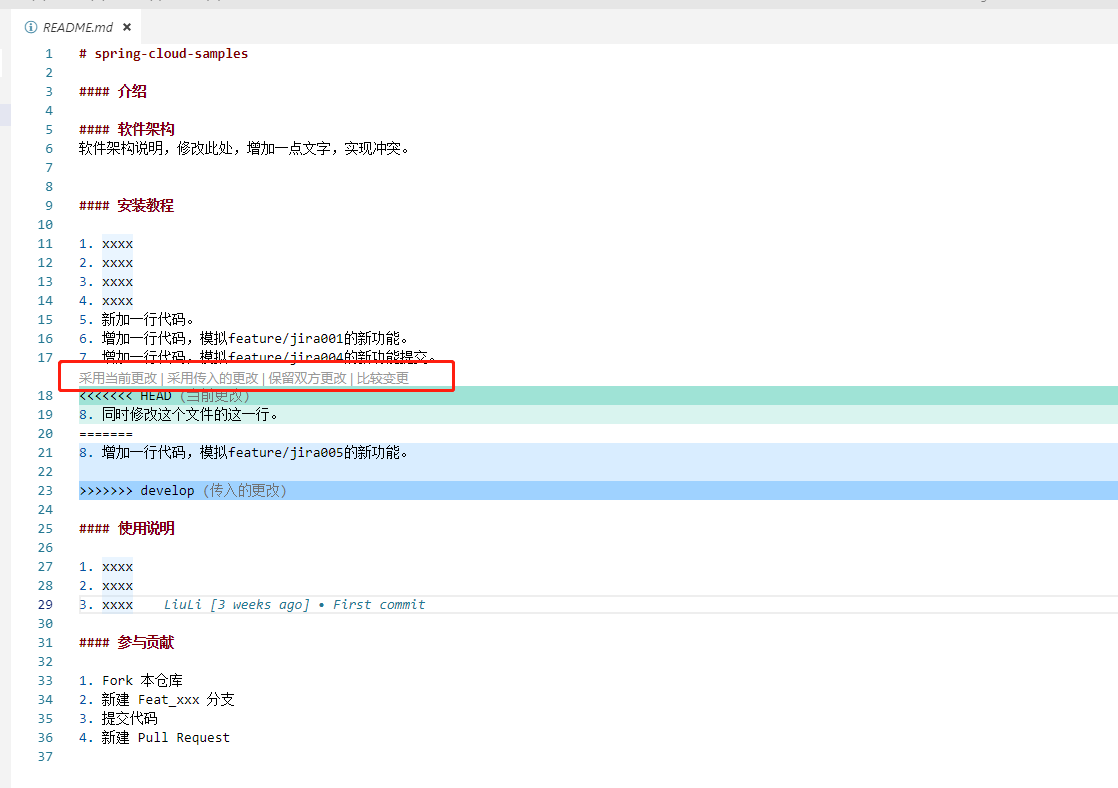 README.md ×
1 # spring-cloud-samples
2
3 #### 介绍
4
5 #### 软件架构
6 软件架构说明，修改此处，增加一点文字，实现冲突。
7
8
9 #### 安装教程
10
11 1. xxxx
12 2. xxxx
13 3. xxxx
14 4. xxxx
15 5. 新加一行代码。
16 6. 增加一行代码，模拟feature/jira001的新功能。
17 7. 增加一行代码，模拟feature/jira004的新功能提交。
采用当前更改 | 采用传入的更改 | 保留双方更改 | 比较变更
18 <<<<<<< HEAD (当前更改)
19 8. 同时修改这个文件的这一行。
20 =======
21 8. 增加一行代码，模拟feature/jira005的新功能。
22
23 >>>>>>> develop (传入的更改)
24
25 #### 使用说明
26
27 1. xxxx
28 2. xxxx
29 3. xxxx LiuLi [3 weeks ago] • First commit
30
31 #### 参与贡献
32
33 1. Fork 本仓库
34 2. 新建 Feat_xxx 分支
35 3. 提交代码
36 4. 新建 Pull Request
37